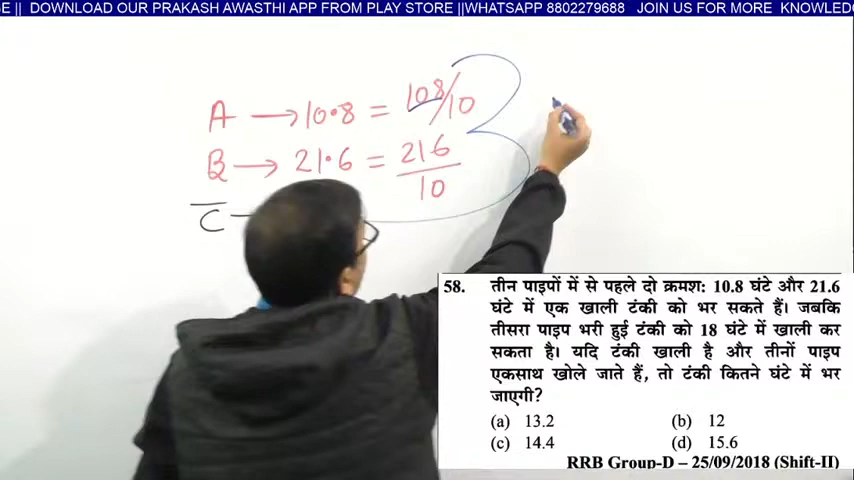 E || DOWNLOAD OUR PRAKASH AWASTHI APP FROM PLAY STORE ||WHATSAPP 8802279688 JOIN US FOR MORE KNOWLED
A → 10.8 = 108/10
B → 21.6 = 216/10
C
58. तीन पाइपों में से पहले दो क्रमश: 10.8 घंटे और 21.6
घंटे में एक खाली टंकी को भर सकते हैं। जबकि
तीसरा पाइप भरी हुई टंकी को 18 घंटे में खाली कर
सकता है। यदि टंकी खाली है और तीनों पाइप
एकसाथ खोले जाते हैं, तो टंकी कितने घंटे में भर
जाएगी?
(a) 13.2 (b) 12
(c) 14.4 (d) 15.6
RRB Group-D – 25/09/2018 (Shift-II)